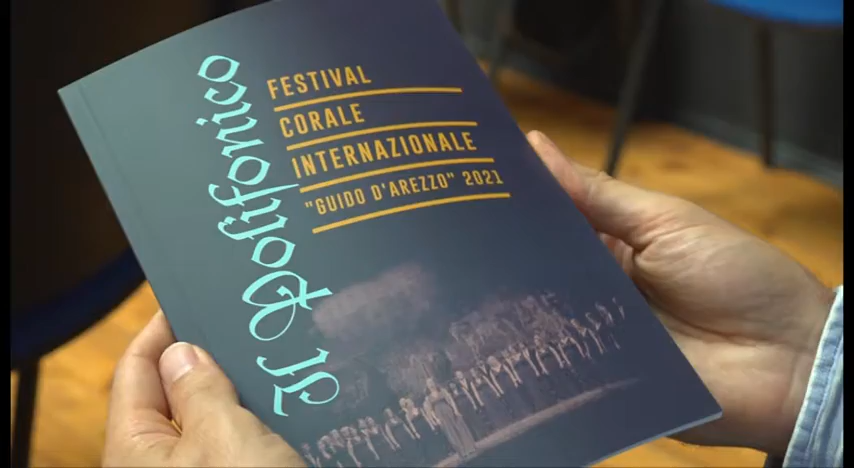 Il Polifonico
FESTIVAL
CORALE
INTERNAZIONALE
"GUIDO D'AREZZO" 2021